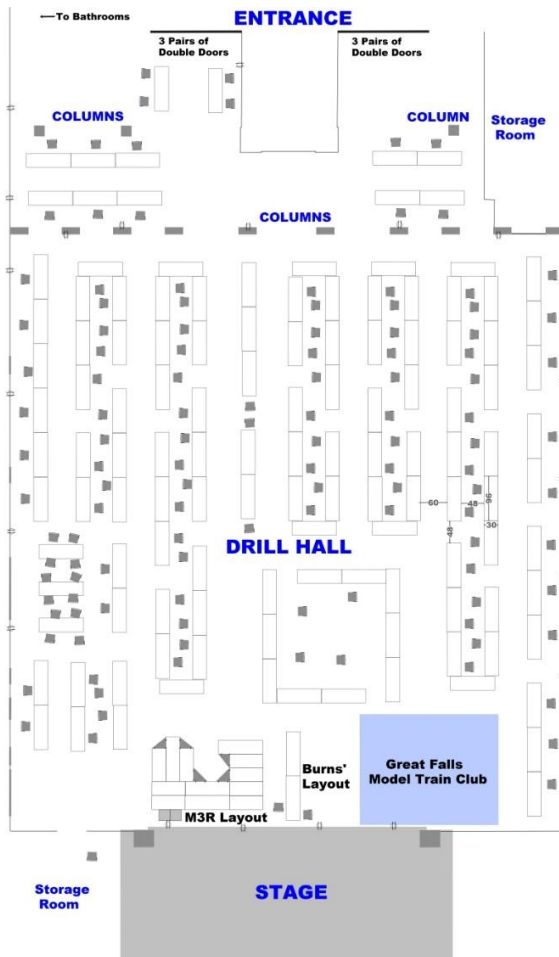 ←To Bathrooms
ENTRANCE
3 Pairs of
Double Doors
3 Pairs of
Double Doors
COLUMNS
COLUMN
Storage
Room
COLUMNS
60
48
96
30
48
DRILL HALL
Burns'
Layout
Great Falls
Model Train Club
M3R Layout
Storage
Room
STAGE